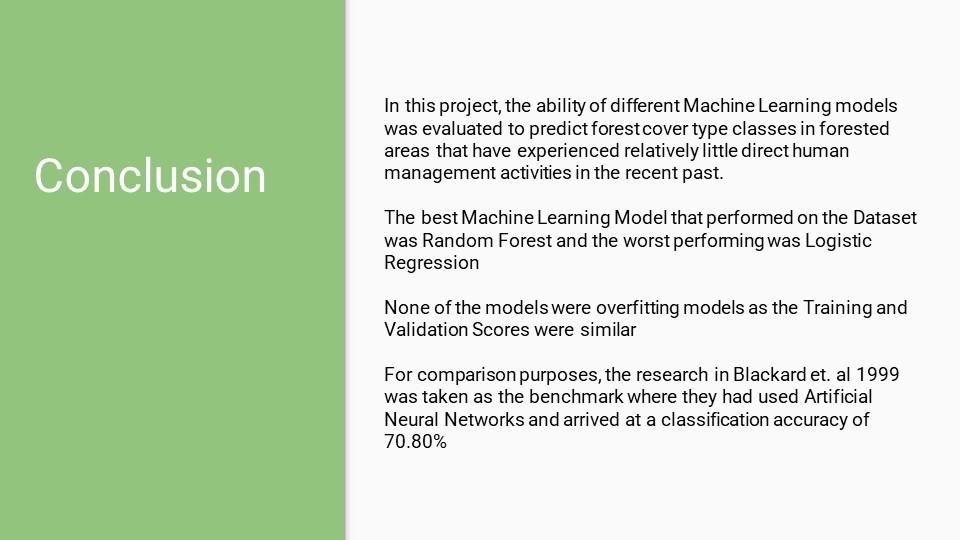 Conclusion
In this project, the ability of different Machine Learning models
was evaluated to predict forest cover type classes in forested
areas that have experienced relatively little direct human
management activities in the recent past.
The best Machine Learning Model that performed on the Dataset
was Random Forest and the worst performing was Logistic
Regression
None of the models were overfitting models as the Training and
Validation Scores were similar
For comparison purposes, the research in Blackard et. al 1999
was taken as the benchmark where they had used Artificial
Neural Networks and arrived at a classification accuracy of
70.80%